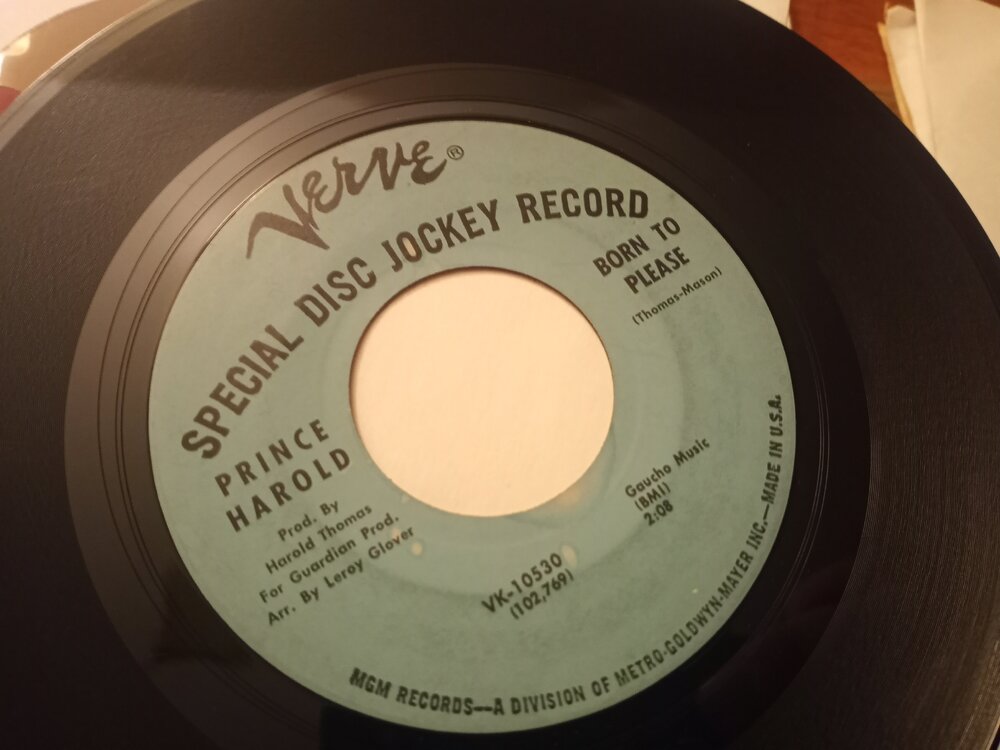 Verve®
SPECIAL DISC JOCKEY RECORD
BORN TO
PLEASE
(Thomas-Mason)
PRINCE
HAROLD
Prod. By
Harold Thomas
For Guardian Prod.
Arr. By Leroy Glover
Gaucho Music
(BMI)
2:08
VK-10530
(102,769)
MGM RECORDS—A DIVISION OF METRO-GOLDWYN-MAYER INC.—MADE IN U.S.A.